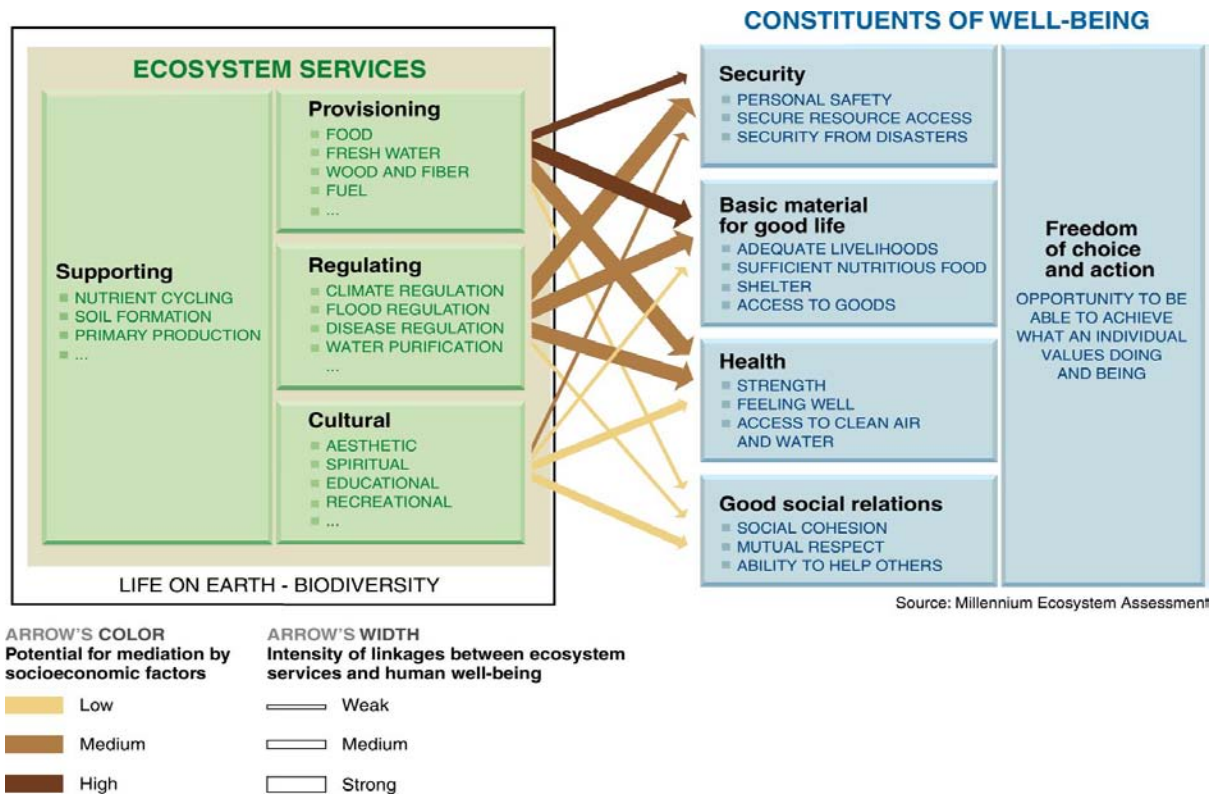 CONSTITUENTS OF WELL-BEING
ECOSYSTEM SERVICES
Supporting
NUTRIENT CYCLING
SOIL FORMATION
PRIMARY PRODUCTION
...
Provisioning
FOOD
FRESH WATER
WOOD AND FIBER
FUEL
...
Regulating
CLIMATE REGULATION
FLOOD REGULATION
DISEASE REGULATION
WATER PURIFICATION
...
Cultural
AESTHETIC
SPIRITUAL
EDUCATIONAL
RECREATIONAL
...
LIFE ON EARTH - BIODIVERSITY
Security
PERSONAL SAFETY
SECURE RESOURCE ACCESS
SECURITY FROM DISASTERS
Basic material
for good life
ADEQUATE LIVELIHOODS
SUFFICIENT NUTRITIOUS FOOD
SHELTER
ACCESS TO GOODS
Health
STRENGTH
FEELING WELL
ACCESS TO CLEAN AIR
AND WATER
Good social relations
SOCIAL COHESION
MUTUAL RESPECT
ABILITY TO HELP OTHERS
Freedom
of choice
and action
OPPORTUNITY TO BE
ABLE TO ACHIEVE
WHAT AN INDIVIDUAL
VALUES DOING
AND BEING
Source: Millennium Ecosystem Assessment
ARROW'S COLOR
Potential for mediation by
socioeconomic factors
Low
Medium
High
ARROW'S WIDTH
Intensity of linkages between ecosystem
services and human well-being
Weak
Medium
Strong